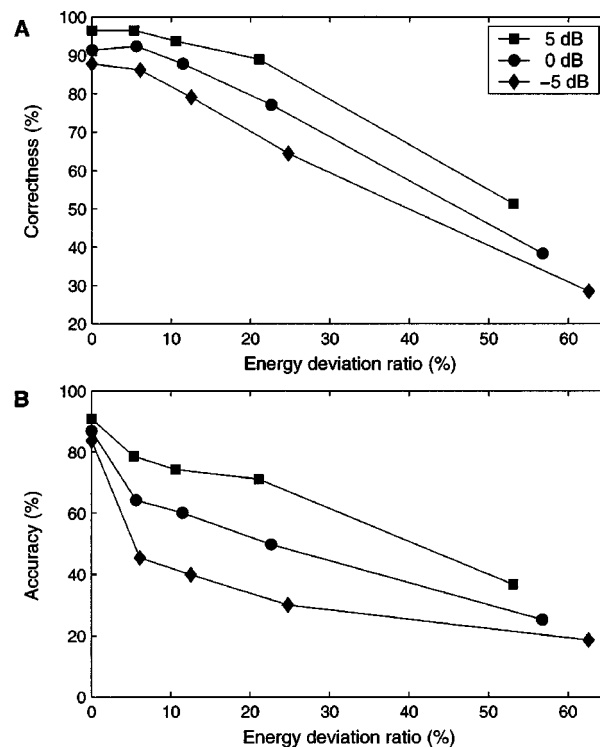 A
100
90
80
70
60
50
40
30
20
Correctness (%)
5 dB
0 dB
−5 dB
0 10 20 30 40 50 60
Energy deviation ratio (%)
B
100
80
60
40
20
0
Accuracy (%)
0 10 20 30 40 50 60
Energy deviation ratio (%)